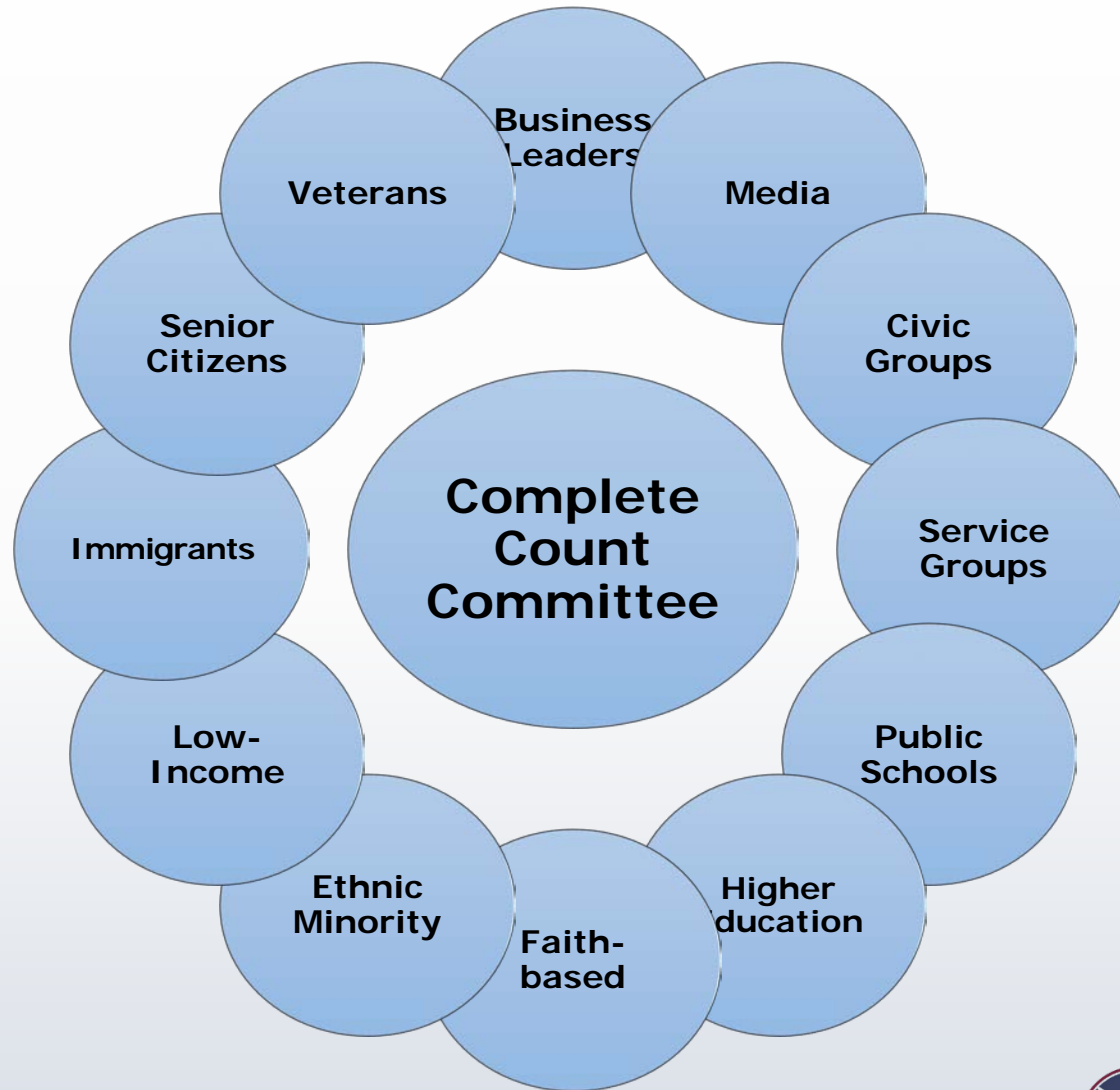 Business
Leaders
Media
Civic
Groups
Service
Groups
Public
Schools
Higher
Education
Faith-
based
Ethnic
Minority
Low-
Income
Immigrants
Senior
Citizens
Veterans
Complete
Count
Committee